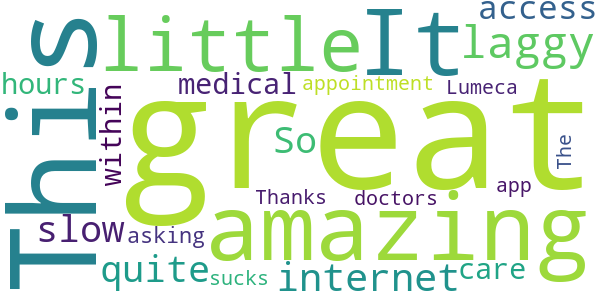 This
little
It
access
laggy
hours
medical
appointment
Lumeca
within
great
So
The
Thanks
doctors
app
slow
asking
amazing
quite
sucks
internet
care